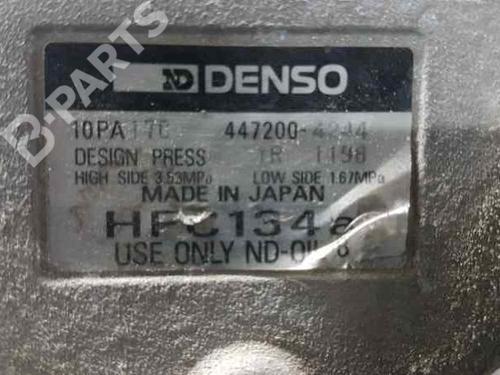 B-PARTS
ND DENSO
10PA17C 447200-4244
DESIGN PRESS TR 1198
HIGH SIDE 3.53MPa LOW SIDE 1.67MPa
MADE IN JAPAN
HFC134a
USE ONLY ND-OIL 8